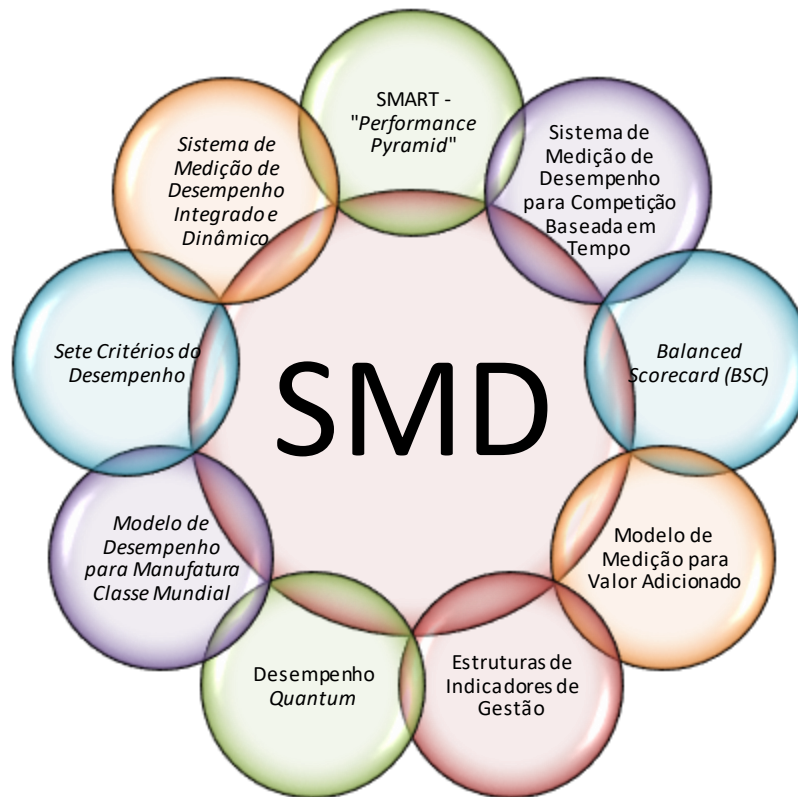 SMART -
"Performance
Pyramid"
Sistema de
Medição de
Desempenho
para Competição
Baseada em
Tempo
Balanced
Scorecard (BSC)
Modelo de
Medição para
Valor Adicionado
Estruturas de
Indicadores de
Gestão
Desempenho
Quantum
Modelo de
Desempenho
para Manufatura
Classe Mundial
Sete Critérios do
Desempenho
Sistema de
Medição de
Desempenho
Integrado e
Dinâmico
SMD